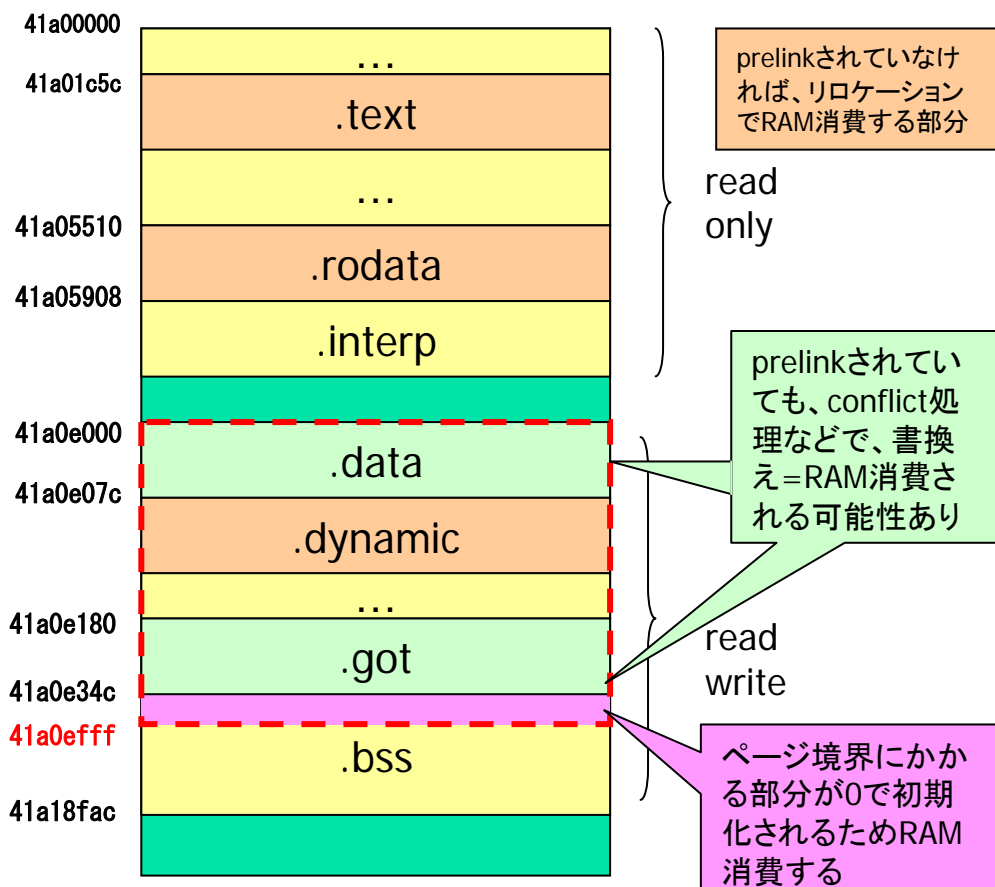 41a00000
...
41a01c5c
.text
...
41a05510
.rodata
41a05908
.interp
41a0e000
.data
41a0e07c
.dynamic
...
41a0e180
.got
41a0e34c
41a0efff
.bss
41a18fac
prelinkされていなけ
れば、リロケーション
でRAM消費する部分
read
only
prelinkされてい
ても、conflict処
理などで、書換
え=RAM消費さ
れる可能性あり
read
write
ページ境界にかか
る部分が0で初期
化されるためRAM
消費する